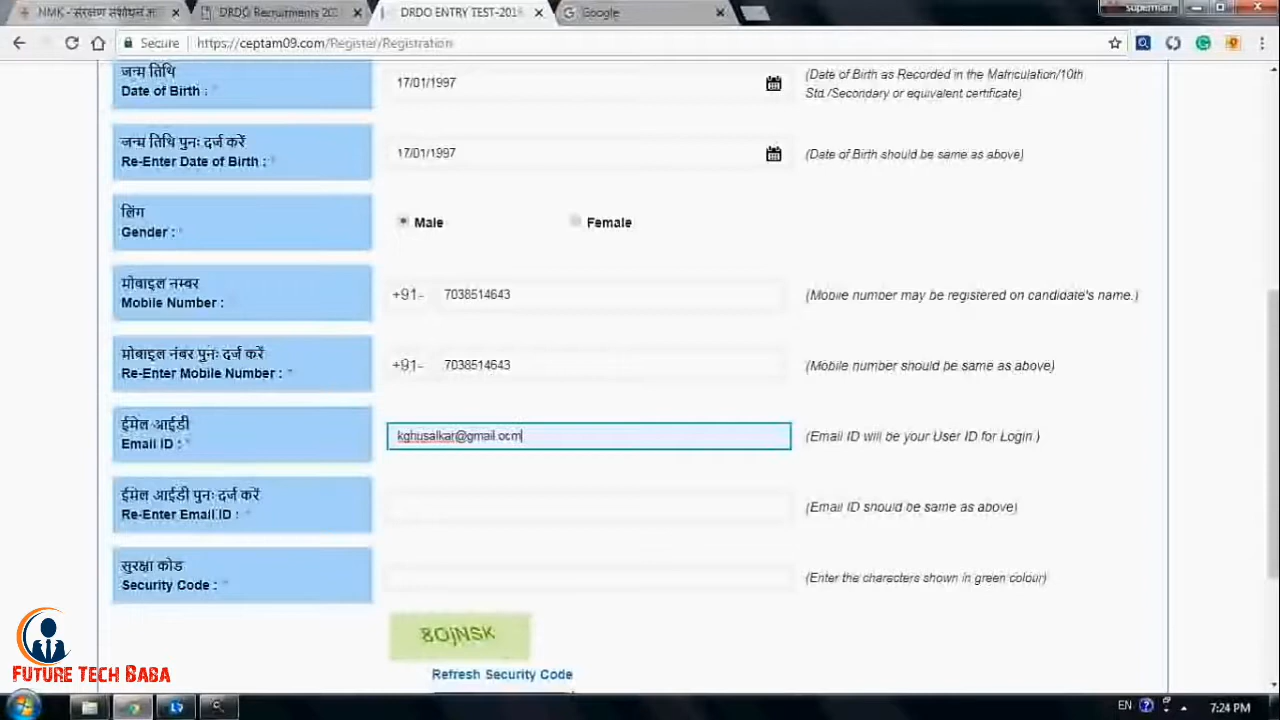 NMK - संरक्षण संशोधन अ
DRDO Recruitments 20
DRDO ENTRY TEST-201
Google
superman
Secure
https://ceptam09.com/Register/Registration
जन्म तिथि
Date of Birth : *
17/01/1997
(Date of Birth as Recorded in the Matriculation/10th
Std./Secondary or equivalent certificate)
जन्म तिथि पुनः दर्ज करें
Re-Enter Date of Birth : *
17/01/1997
(Date of Birth should be same as above)
लिंग
Gender : *
Male
Female
मोबाइल नम्बर
Mobile Number :
+91-
7038514643
(Mobile number may be registered on candidate's name.)
मोबाइल नंबर पुनः दर्ज करें
Re-Enter Mobile Number : *
+91-
7038514643
(Mobile number should be same as above)
ईमेल आईडी
Email ID : *
kghusalkar@gmail.ocm
(Email ID will be your User ID for Login.)
ईमेल आईडी पुनः दर्ज करें
Re-Enter Email ID : *
(Email ID should be same as above)
सुरक्षा कोड
Security Code : *
(Enter the characters shown in green colour)
8OjNSK
Refresh Security Code
FUTURE TECH BABA
EN
7:24 PM